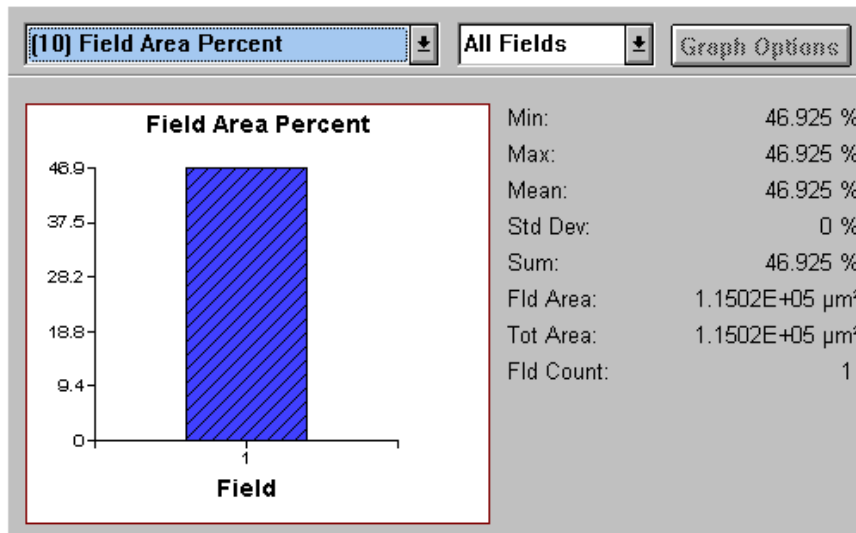 (10) Field Area Percent All Fields Graph Options
Field Area Percent
46.9
37.5
28.2
18.8
9.4
0
1
Field
Min: 46.925 %
Max: 46.925 %
Mean: 46.925 %
Std Dev: 0 %
Sum: 46.925 %
Fld Area: 1.1502E+05 µm²
Tot Area: 1.1502E+05 µm²
Fld Count: 1